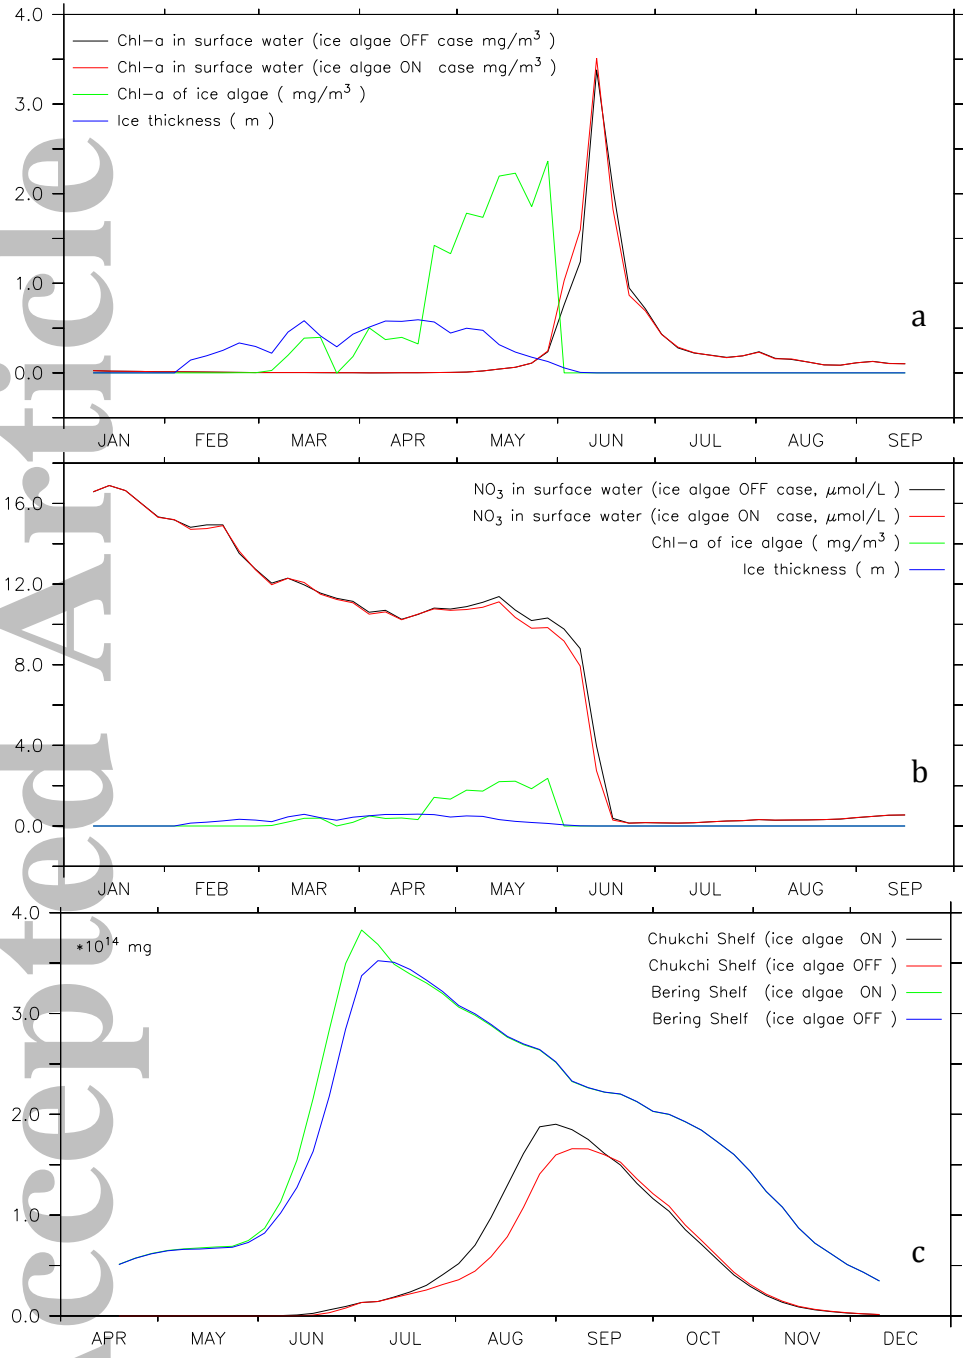 4.0
Chl-a in surface water (ice algae OFF case mg/m³ )
Chl-a in surface water (ice algae ON case mg/m³ )
Chl-a of ice algae ( mg/m³ )
Ice thickness ( m )
3.0
2.0
1.0
0.0
a
JAN FEB MAR APR MAY JUN JUL AUG SEP
NO₃ in surface water (ice algae OFF case, µmol/L )
NO₃ in surface water (ice algae ON case, µmol/L )
Chl-a of ice algae ( mg/m³ )
Ice thickness ( m )
16.0
12.0
8.0
4.0
0.0
b
JAN FEB MAR APR MAY JUN JUL AUG SEP
4.0
*10¹⁴ mg
Chukchi Shelf (ice algae ON )
Chukchi Shelf (ice algae OFF )
Bering Shelf (ice algae ON )
Bering Shelf (ice algae OFF )
3.0
2.0
1.0
0.0
c
APR MAY JUN JUL AUG SEP OCT NOV DEC
Accepted Article